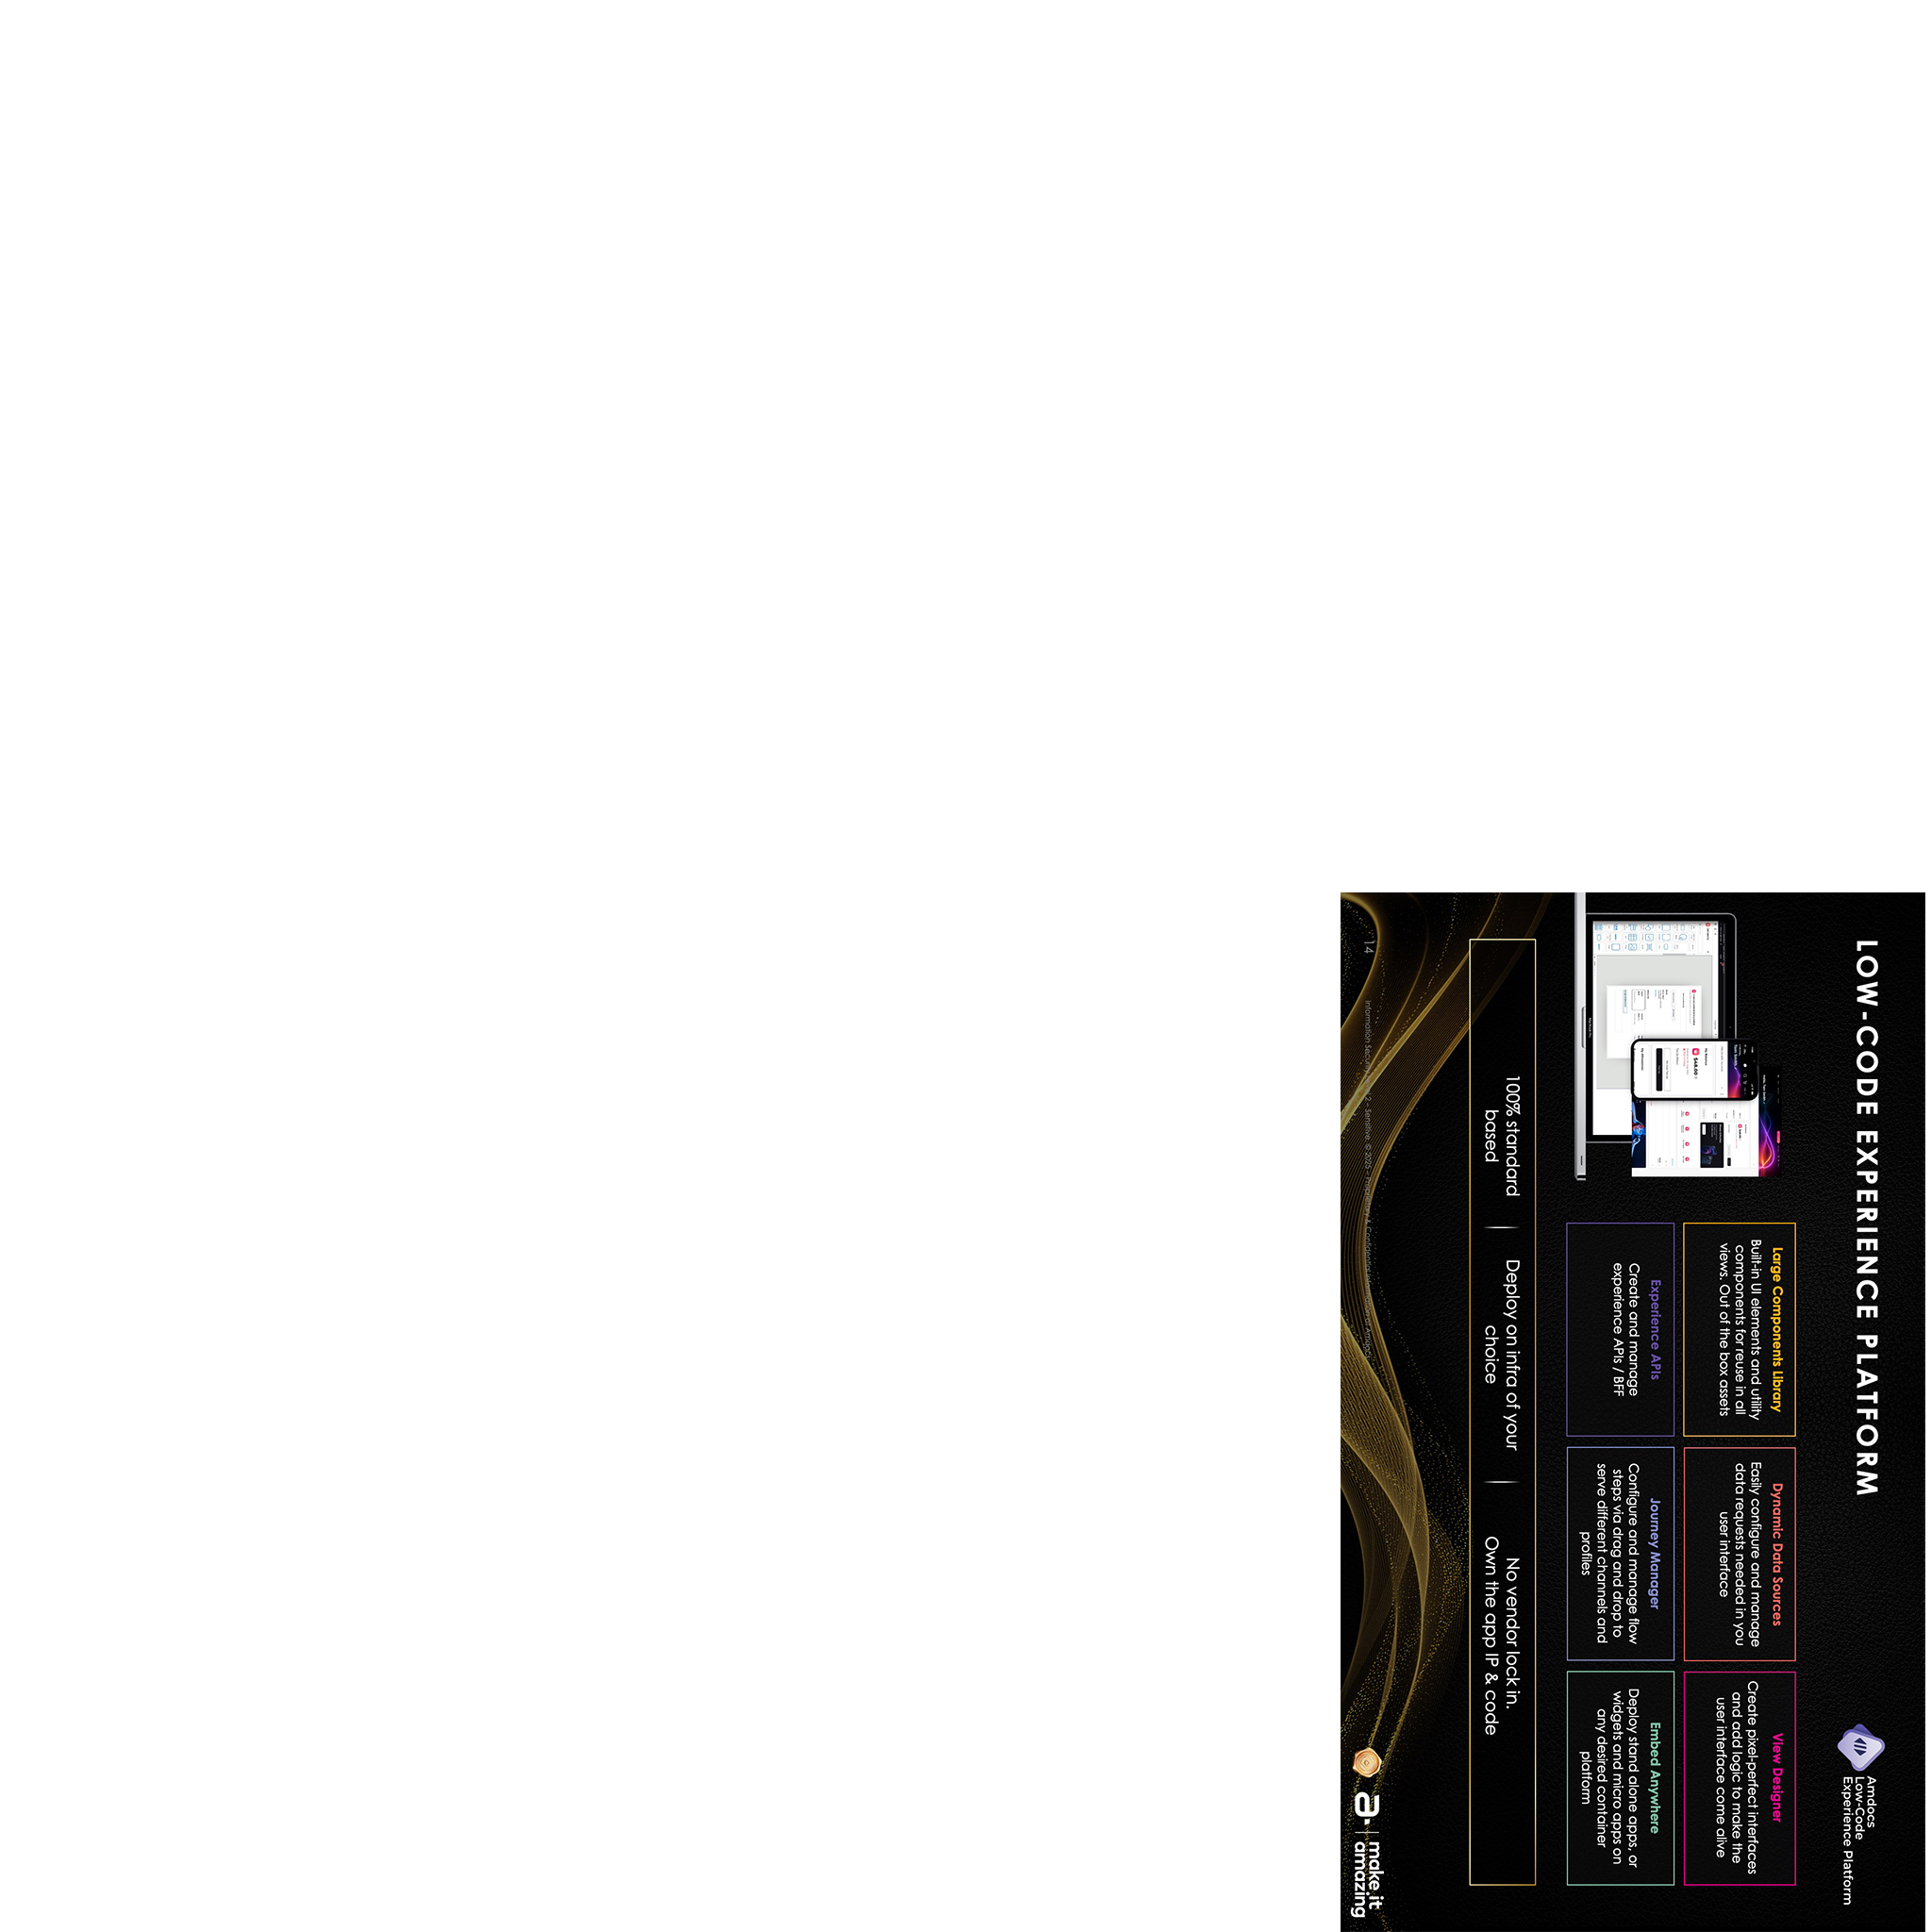 LOW-CODE EXPERIENCE PLATFORM
Amdocs
Low-Code
Experience Platform
Large Components Library
Built-in UI elements and utility
components for reuse in all
views. Out of the box assets
Dynamic Data Sources
Easily configure and manage
data requests needed in you
user interface
View Designer
Create pixel-perfect interfaces
and add logic to make the
user interface come alive
Experience APIs
Create and manage
experience APIs / BFF
Journey Manager
Configure and manage flow
steps via drag and drop to
serve different channels and
profiles
Embed Anywhere
Deploy stand alone apps, or
widgets and micro apps on
any desired container
platform
100% standard
based
Deploy on infra of your
choice
No vendor lock in.
Own the app IP & code
14
Information Security 2 – Sensitive. © 2025 – Proprietary & Confidential Information of Amdocs
a
make it
amazing